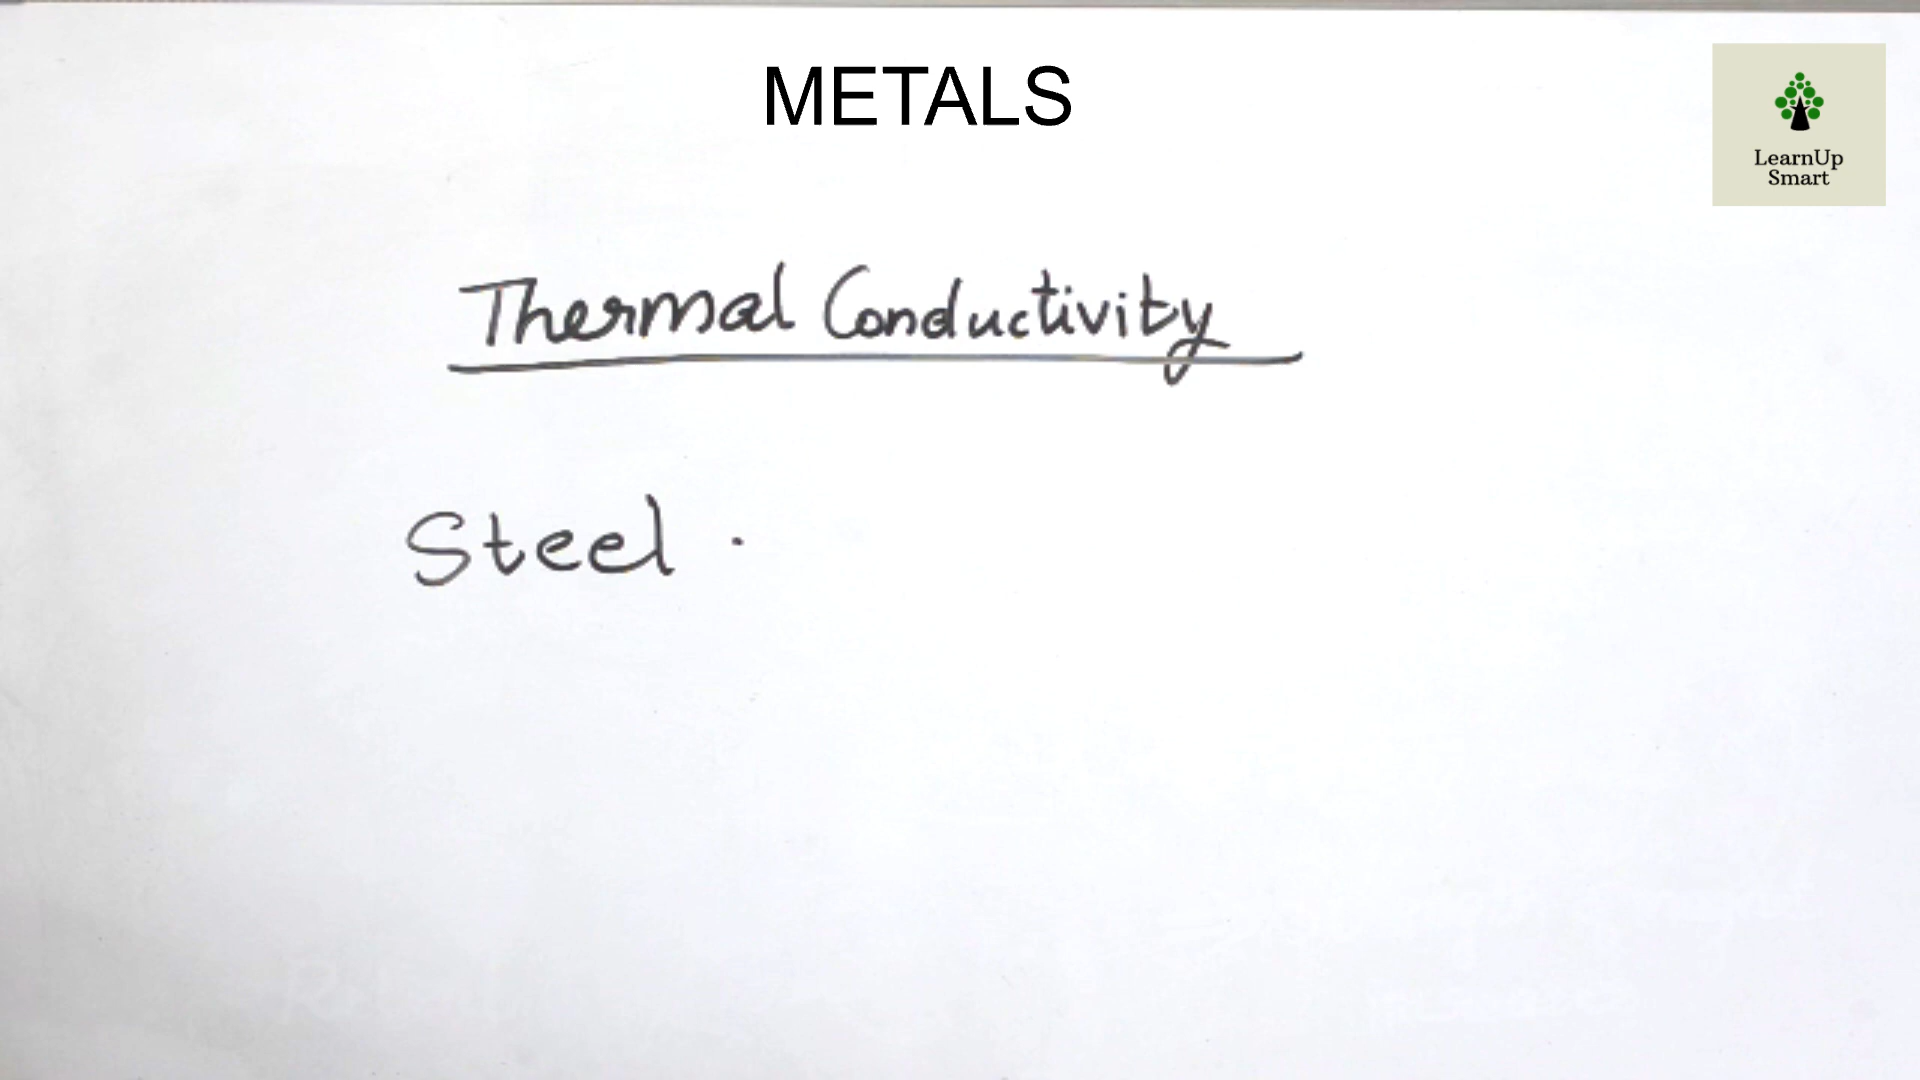 METALS
LearnUp
Smart
Thermal Conductivity
Steel .